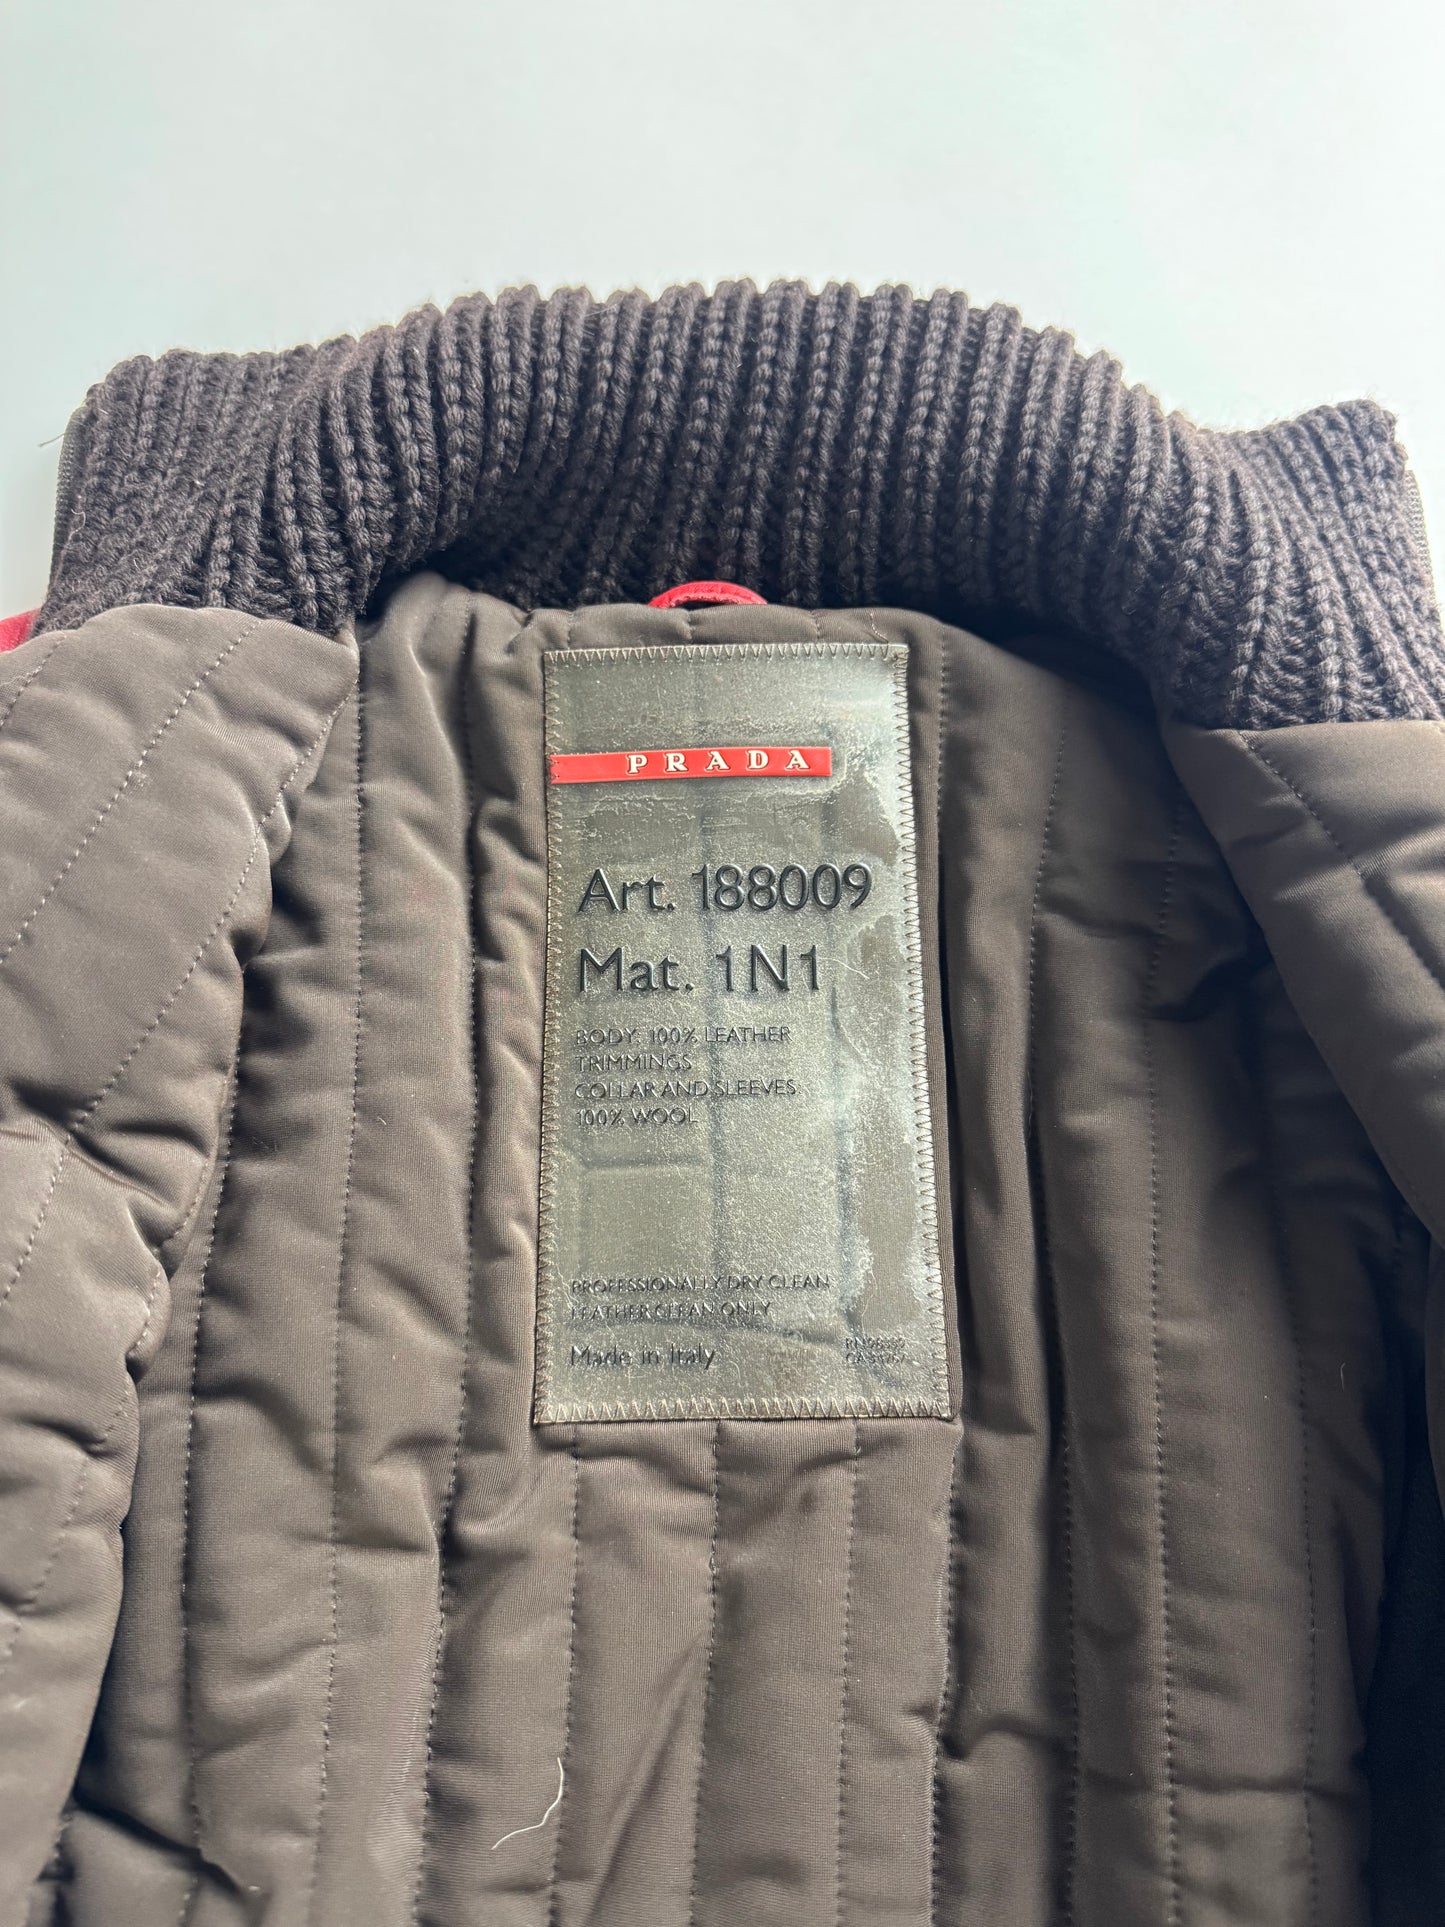 PRADA
Art. 188009
Mat. 1N1
BODY: 100% LEATHER
TRIMMINGS
COLLAR AND SLEEVES:
100% WOOL
PROFESSIONALLY DRY CLEAN
LEATHER CLEAN ONLY
Made in Italy